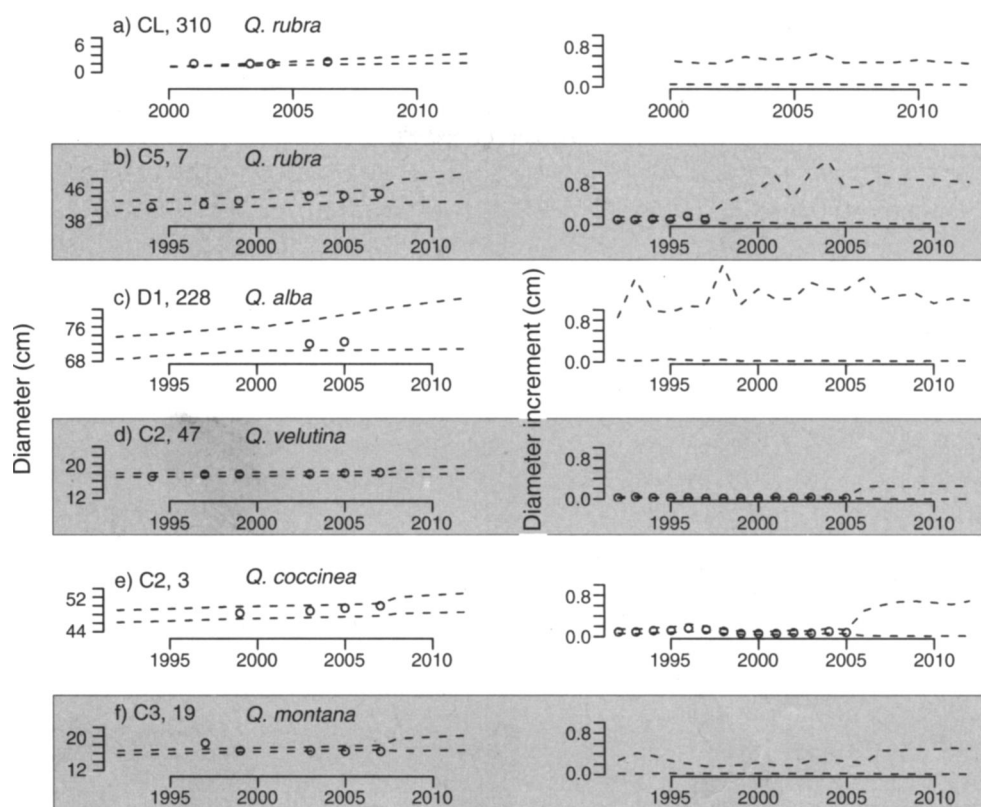 a) CL, 310 Q. rubra
6
0
2000 2005 2010
0.8
0.0
2000 2005 2010
b) C5, 7 Q. rubra
46
38
1995 2000 2005 2010
0.8
0.0
1995 2000 2005 2010
c) D1, 228 Q. alba
76
68
1995 2000 2005 2010
0.8
0.0
1995 2000 2005 2010
d) C2, 47 Q. velutina
20
12
1995 2000 2005 2010
0.8
0.0
1995 2000 2005 2010
e) C2, 3 Q. coccinea
52
44
1995 2000 2005 2010
0.8
0.0
1995 2000 2005 2010
f) C3, 19 Q. montana
20
12
1995 2000 2005 2010
0.8
0.0
1995 2000 2005 2010
Diameter (cm)
Diameter increment (cm)